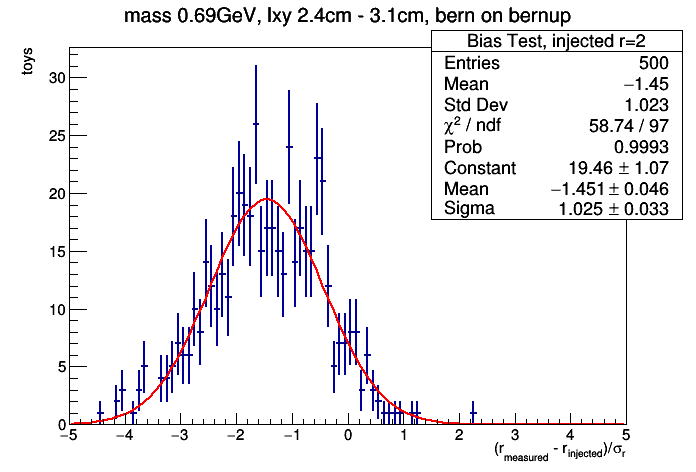 mass 0.69GeV, lxy 2.4cm - 3.1cm, bern on bernup
Bias Test, injected r=2
Entries 500
Mean −1.45
Std Dev 1.023
χ² / ndf 58.74 / 97
Prob 0.9993
Constant 19.46 ± 1.07
Mean −1.451 ± 0.046
Sigma 1.025 ± 0.033
toys
30
25
20
15
10
5
0
−5 −4 −3 −2 −1 0 1 2 3 4 5
(r_measured - r_injected)/σ_r